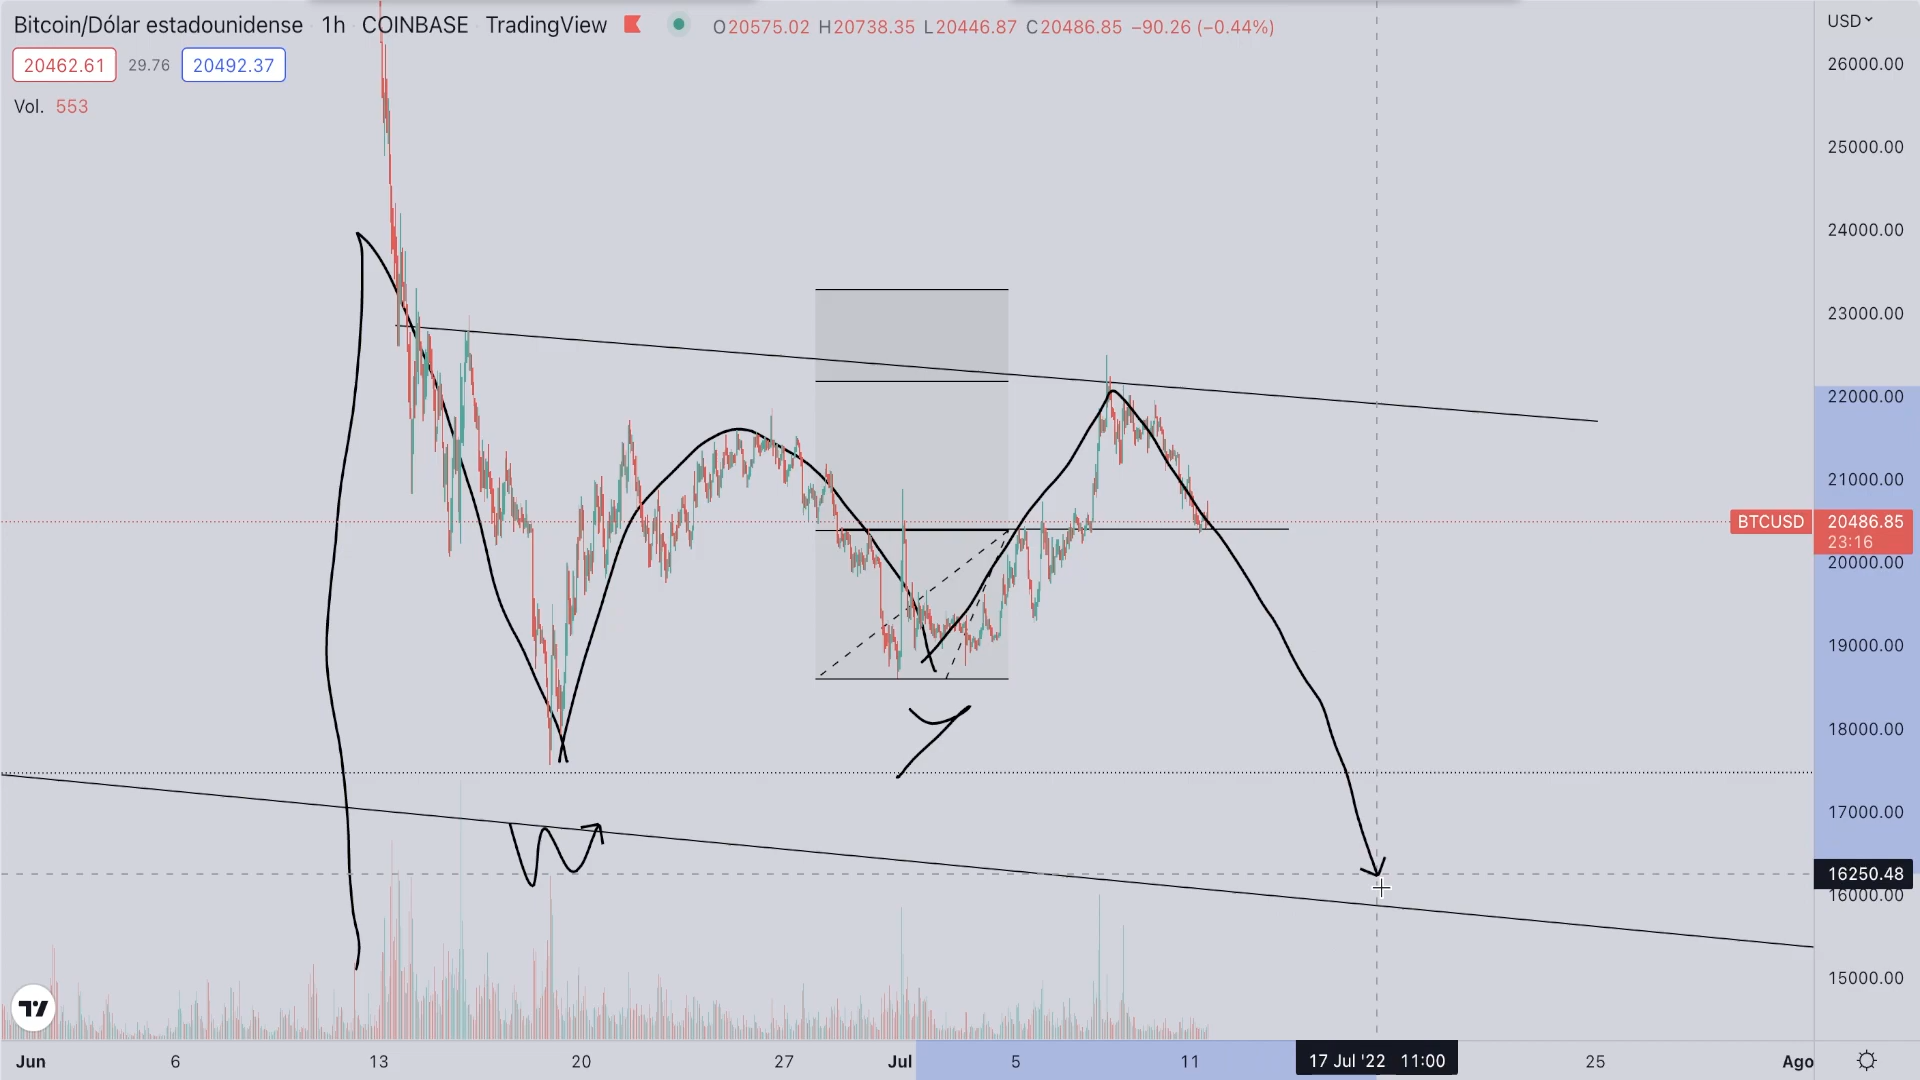 Bitcoin/Dólar estadounidense 1h COINBASE TradingView O20575.02 H20738.35 L20446.87 C20486.85 −90.26 (−0.44%)
20462.61 29.76 20492.37
Vol. 553
USD
26000.00
25000.00
24000.00
23000.00
22000.00
21000.00
BTCUSD 20486.85
23:16
20000.00
19000.00
18000.00
17000.00
16250.48
16000.00
15000.00
Jun 6 13 20 27 Jul 5 11 17 Jul '22 11:00 25 Ago